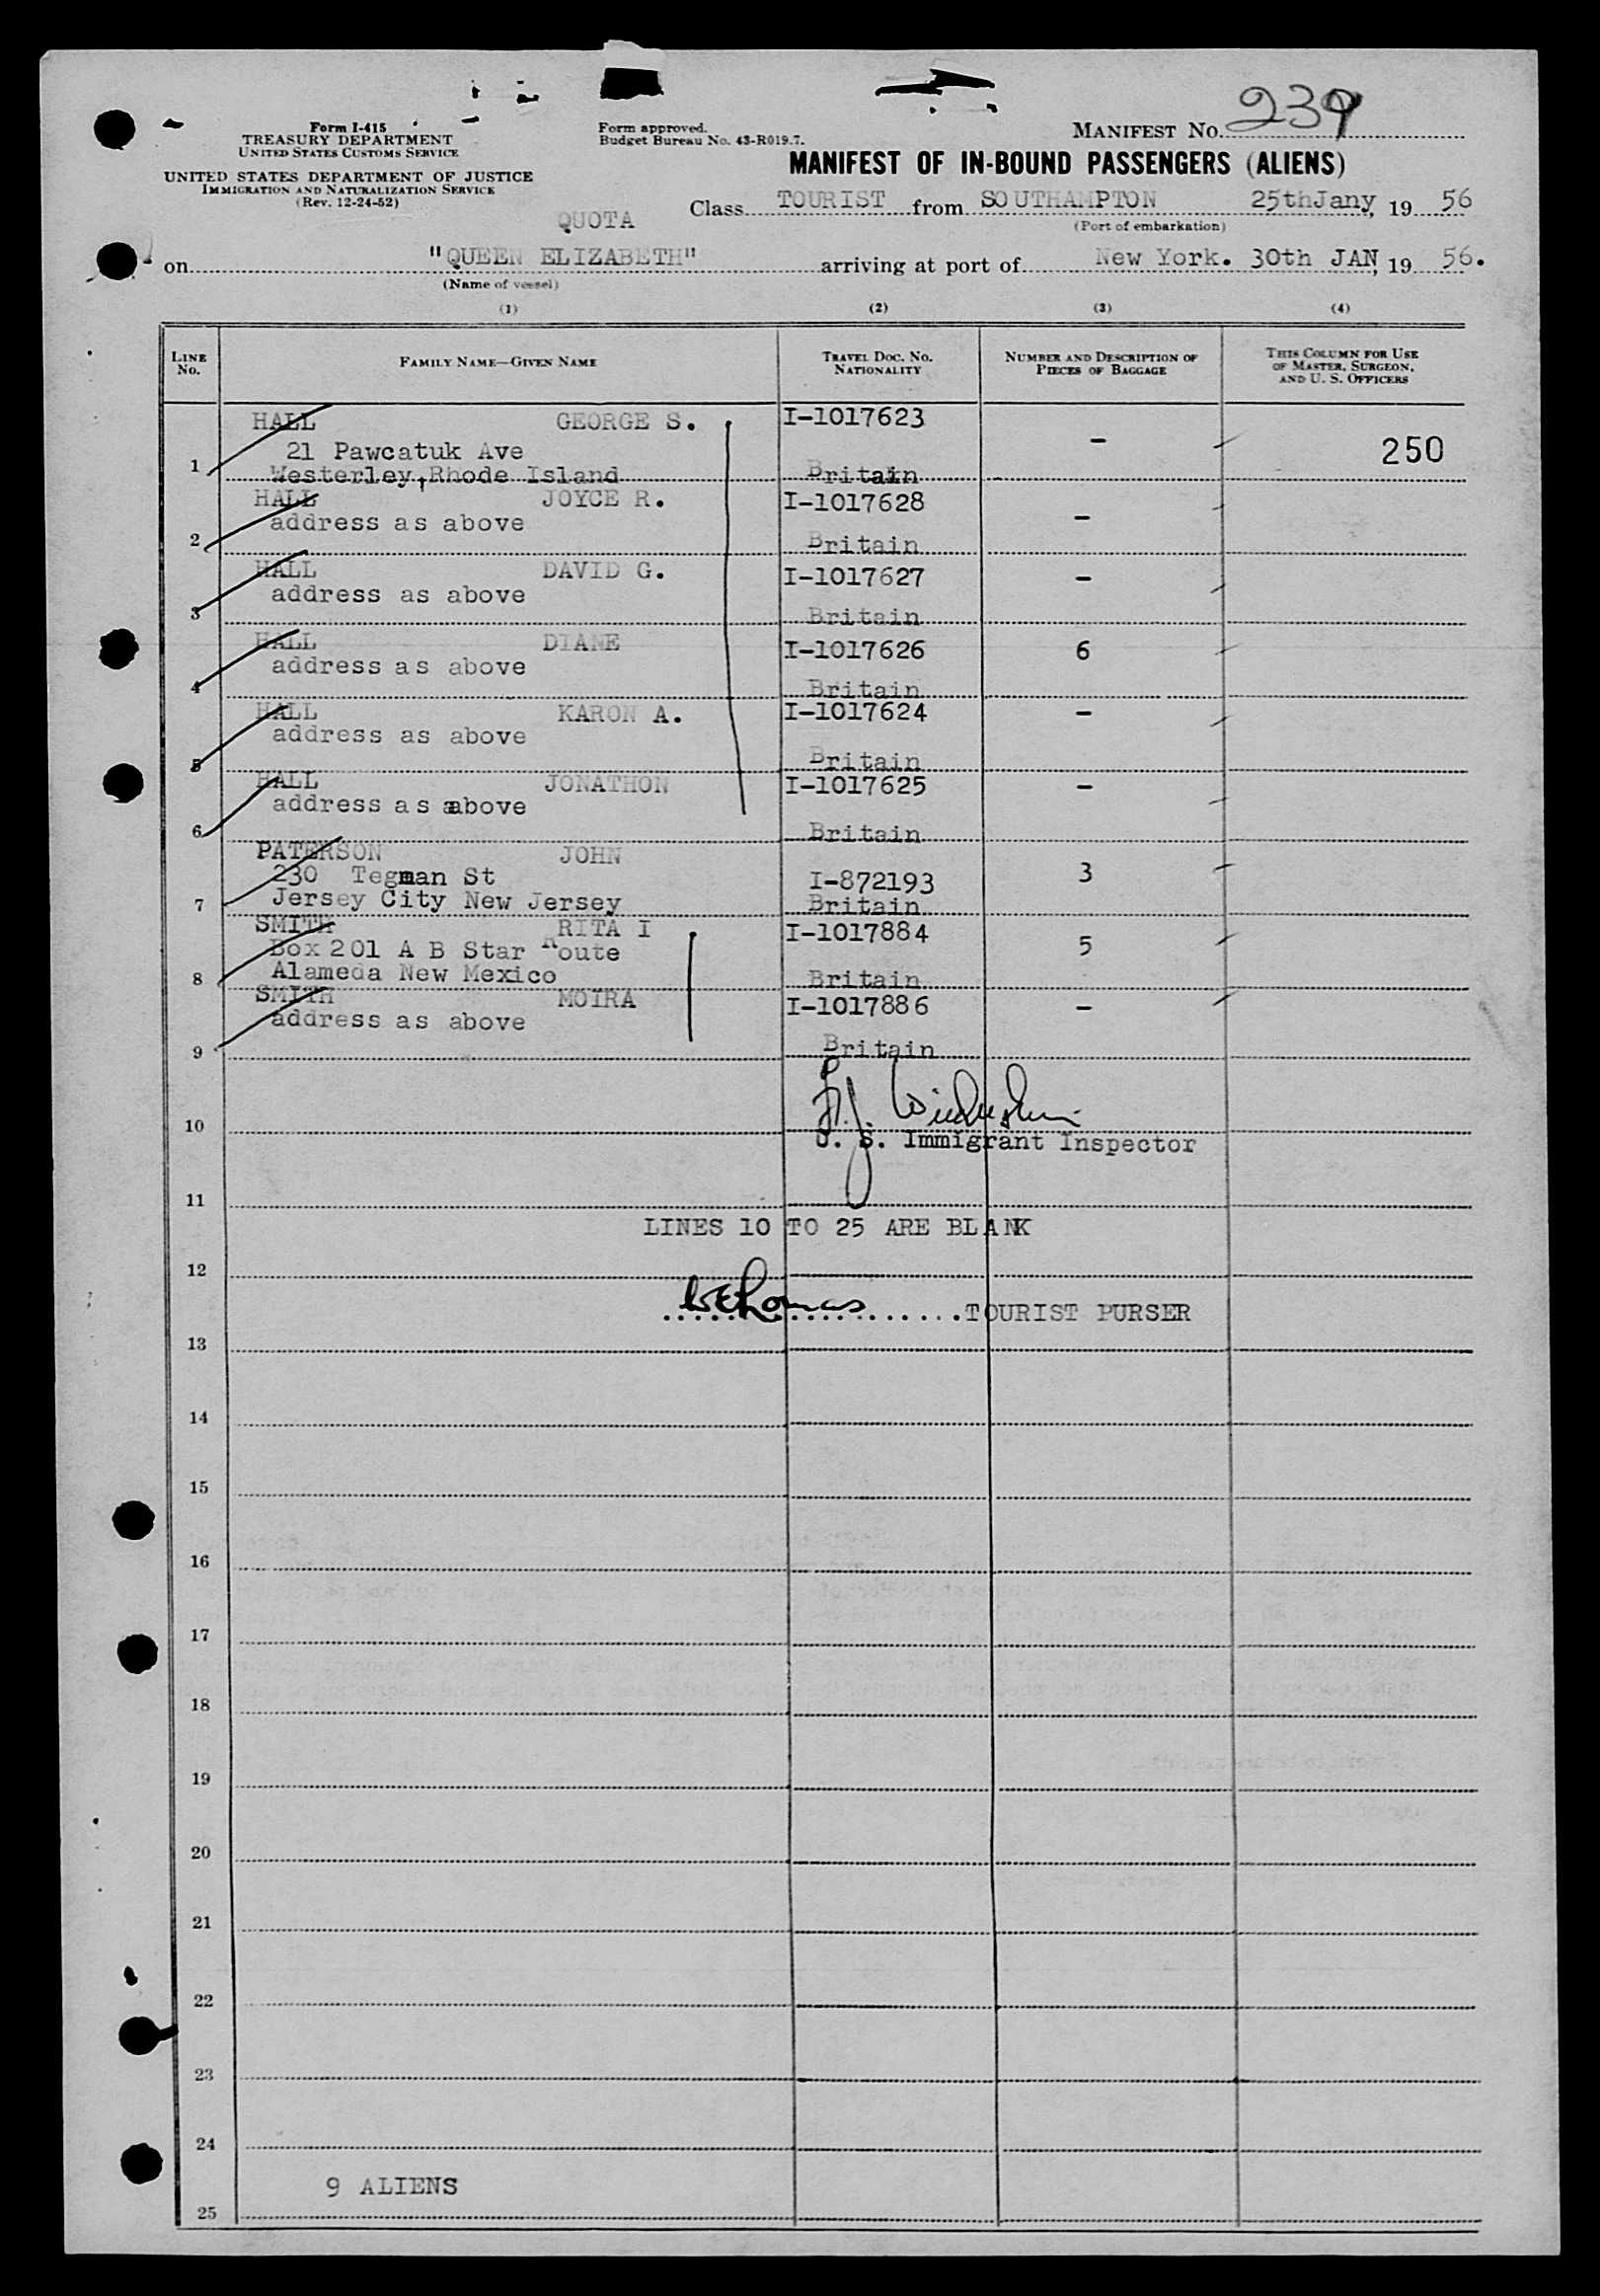 Form I-415
TREASURY DEPARTMENT
UNITED STATES CUSTOMS SERVICE
UNITED STATES DEPARTMENT OF JUSTICE
IMMIGRATION AND NATURALIZATION SERVICE
(Rev. 12-24-52)
Form approved.
Budget Bureau No. 43-R019.7.
MANIFEST NO. 239
MANIFEST OF IN-BOUND PASSENGERS (ALIENS)
QUOTA
Class TOURIST from SOUTHAMPTON 25thJany, 19 56
(Port of embarkation)
on "QUEEN ELIZABETH" arriving at port of New York. 30th JAN, 19 56.
(Name of vessel)
(1) (2) (3) (4)
LINE NO. FAMILY NAME—GIVEN NAME TRAVEL DOC. NO. NATIONALITY NUMBER AND DESCRIPTION OF PIECES OF BAGGAGE THIS COLUMN FOR USE OF MASTER, SURGEON, AND U. S. OFFICERS
HALL GEORGE S. I-1017623 –
21 Pawcatuk Ave 250
1 Westerley, Rhode Island Britain
HALL JOYCE R. I-1017628
address as above –
2 Britain
HALL DAVID G. I-1017627 –
address as above
3 Britain
HALL DIANE I-1017626 6
address as above
4 Britain
HALL KARON A. I-1017624 –
address as above
5 Britain
HALL JONATHON I-1017625 –
address as above
6 Britain
PATERSON JOHN
230 Tegman St I-872193 3
7 Jersey City New Jersey Britain
SMITH RITA I I-1017884
Box 201 A B Star Route 5
8 Alameda New Mexico Britain
SMITH MOIRA I-1017886 –
address as above
9 Britain
10
U. S. Immigrant Inspector
11
LINES 10 TO 25 ARE BLANK
12
WEThomas TOURIST PURSER
13
14
15
16
17
18
19
20
21
22
23
24
9 ALIENS
25